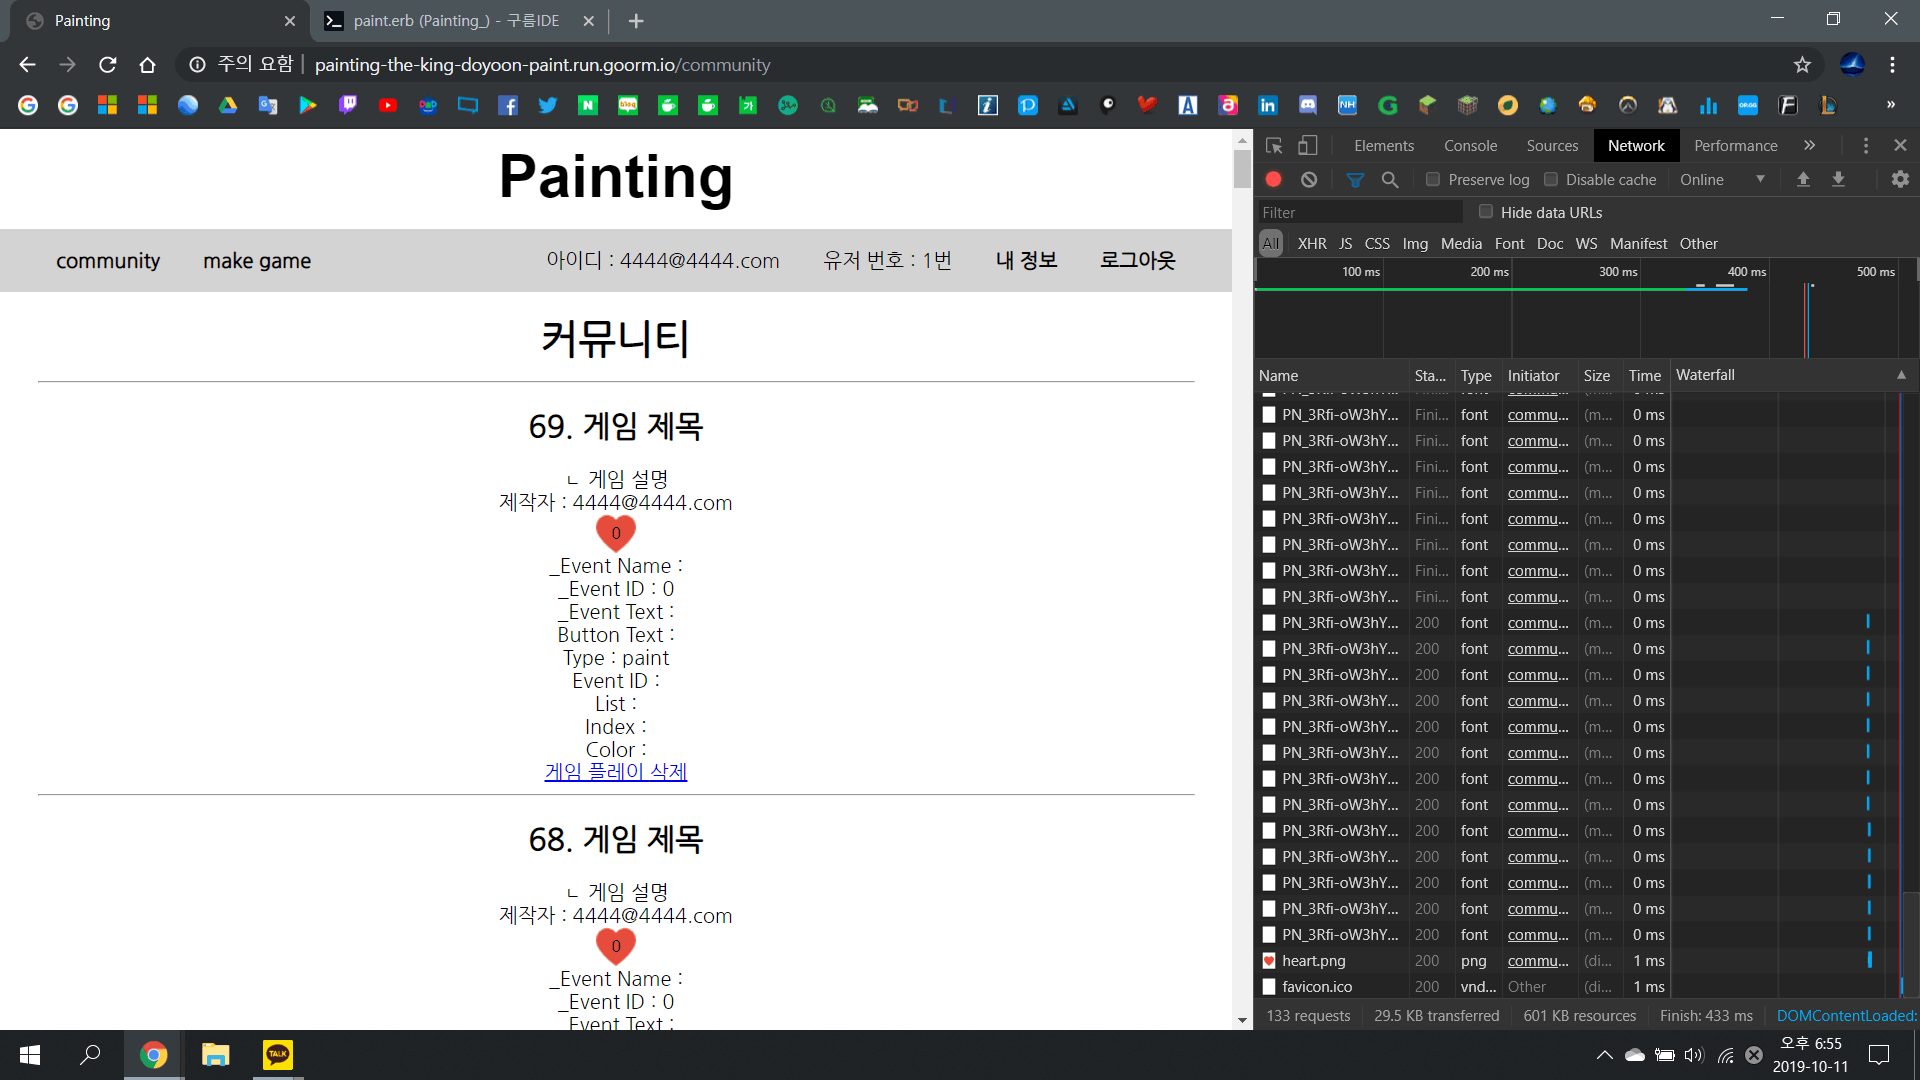 Painting
paint.erb (Painting_) - 구름IDE
주의 요함
painting-the-king-doyoon-paint.run.goorm.io/community
Elements Console Sources Network Performance
Preserve log Disable cache Online
Filter Hide data URLs
All XHR JS CSS Img Media Font Doc WS Manifest Other
100 ms 200 ms 300 ms 400 ms 500 ms
Name Sta... Type Initiator Size Time Waterfall
PN_3Rfi-oW3hY... Fini... font commu... (m... 0 ms
PN_3Rfi-oW3hY... Fini... font commu... (m... 0 ms
PN_3Rfi-oW3hY... Fini... font commu... (m... 0 ms
PN_3Rfi-oW3hY... Fini... font commu... (m... 0 ms
PN_3Rfi-oW3hY... Fini... font commu... (m... 0 ms
PN_3Rfi-oW3hY... Fini... font commu... (m... 0 ms
PN_3Rfi-oW3hY... Fini... font commu... (m... 0 ms
PN_3Rfi-oW3hY... Fini... font commu... (m... 0 ms
PN_3Rfi-oW3hY... 200 font commu... (m... 0 ms
PN_3Rfi-oW3hY... 200 font commu... (m... 0 ms
PN_3Rfi-oW3hY... 200 font commu... (m... 0 ms
PN_3Rfi-oW3hY... 200 font commu... (m... 0 ms
PN_3Rfi-oW3hY... 200 font commu... (m... 0 ms
PN_3Rfi-oW3hY... 200 font commu... (m... 0 ms
PN_3Rfi-oW3hY... 200 font commu... (m... 0 ms
PN_3Rfi-oW3hY... 200 font commu... (m... 0 ms
PN_3Rfi-oW3hY... 200 font commu... (m... 0 ms
PN_3Rfi-oW3hY... 200 font commu... (m... 0 ms
PN_3Rfi-oW3hY... 200 font commu... (m... 0 ms
PN_3Rfi-oW3hY... 200 font commu... (m... 0 ms
PN_3Rfi-oW3hY... 200 font commu... (m... 0 ms
heart.png 200 png commu... (di... 1 ms
favicon.ico 200 vnd... Other (di... 1 ms
133 requests 29.5 KB transferred 601 KB resources Finish: 433 ms DOMContentLoaded:
Painting
community make game 아이디 : 4444@4444.com 유저 번호 : 1번 내 정보 로그아웃
커뮤니티
69. 게임 제목
ㄴ 게임 설명
제작자 : 4444@4444.com
0
_Event Name :
_Event ID : 0
_Event Text :
Button Text :
Type : paint
Event ID :
List :
Index :
Color :
게임 플레이 삭제
68. 게임 제목
ㄴ 게임 설명
제작자 : 4444@4444.com
0
_Event Name :
_Event ID : 0
_Event Text :
오후 6:55
2019-10-11